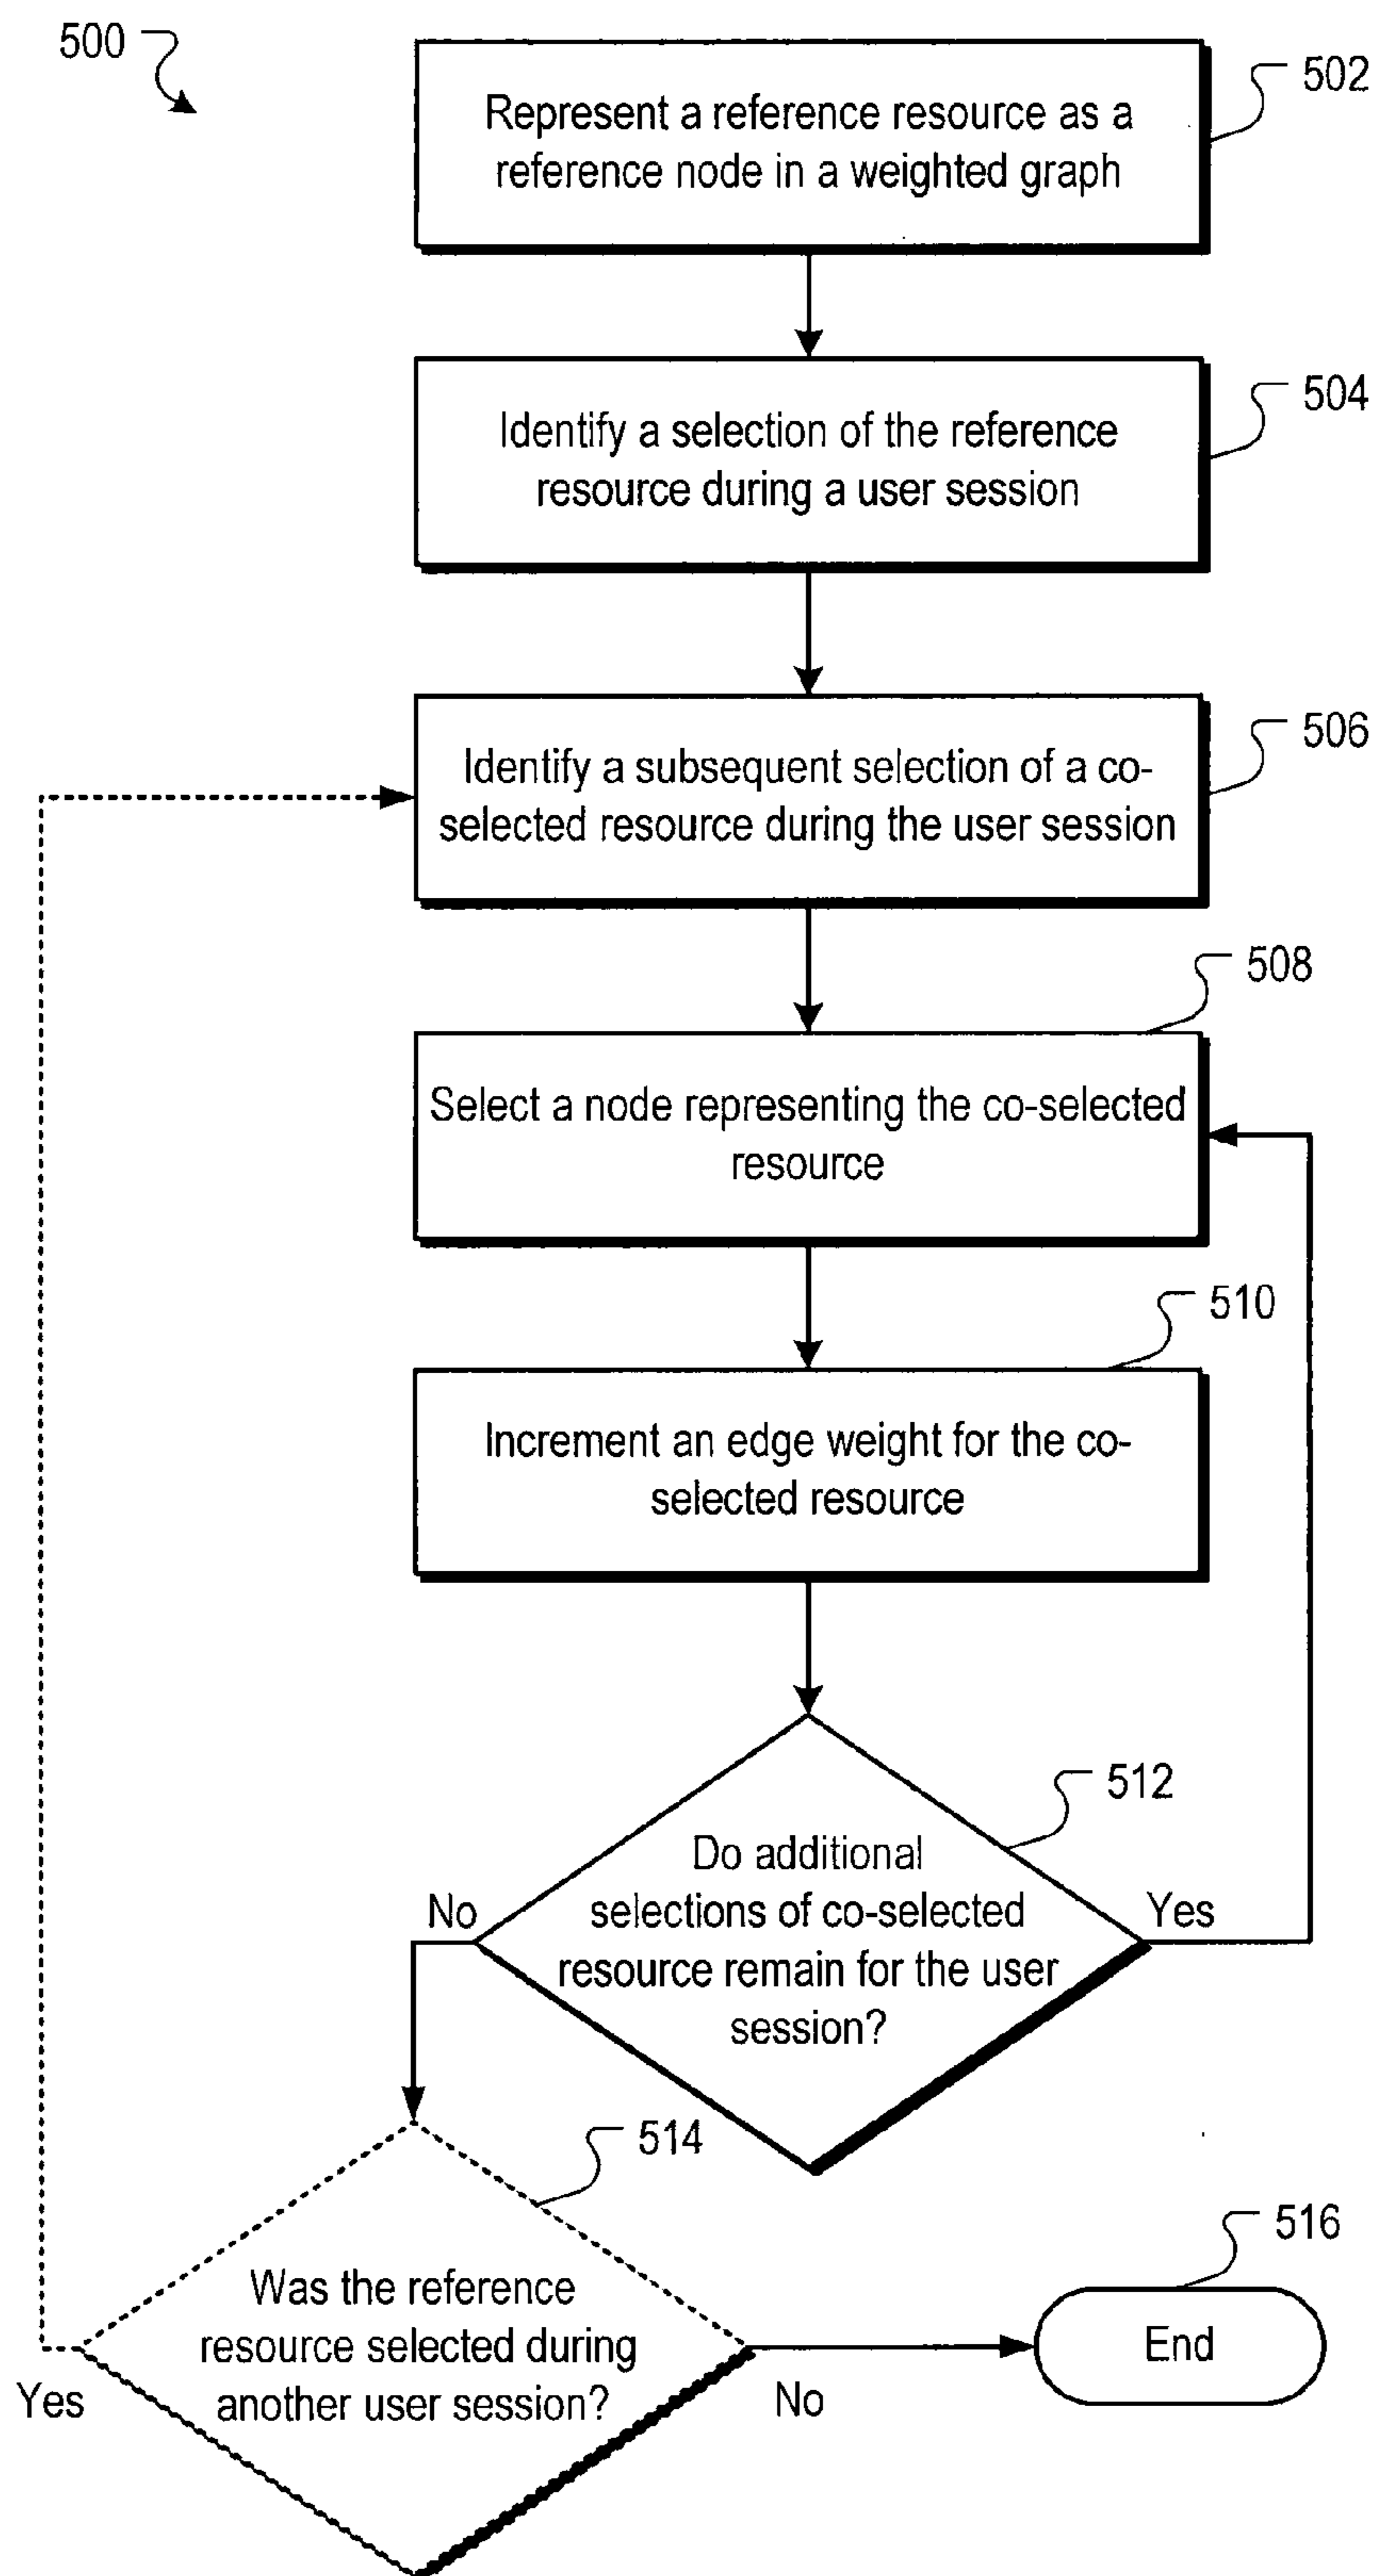 500
502
Represent a reference resource as a
reference node in a weighted graph
504
Identify a selection of the reference
resource during a user session
506
Identify a subsequent selection of a co-
selected resource during the user session
508
Select a node representing the co-selected
resource
510
Increment an edge weight for the co-
selected resource
512
Do additional
selections of co-selected
resource remain for the user
session?
No
Yes
514
Was the reference
resource selected during
another user session?
Yes
No
516
End